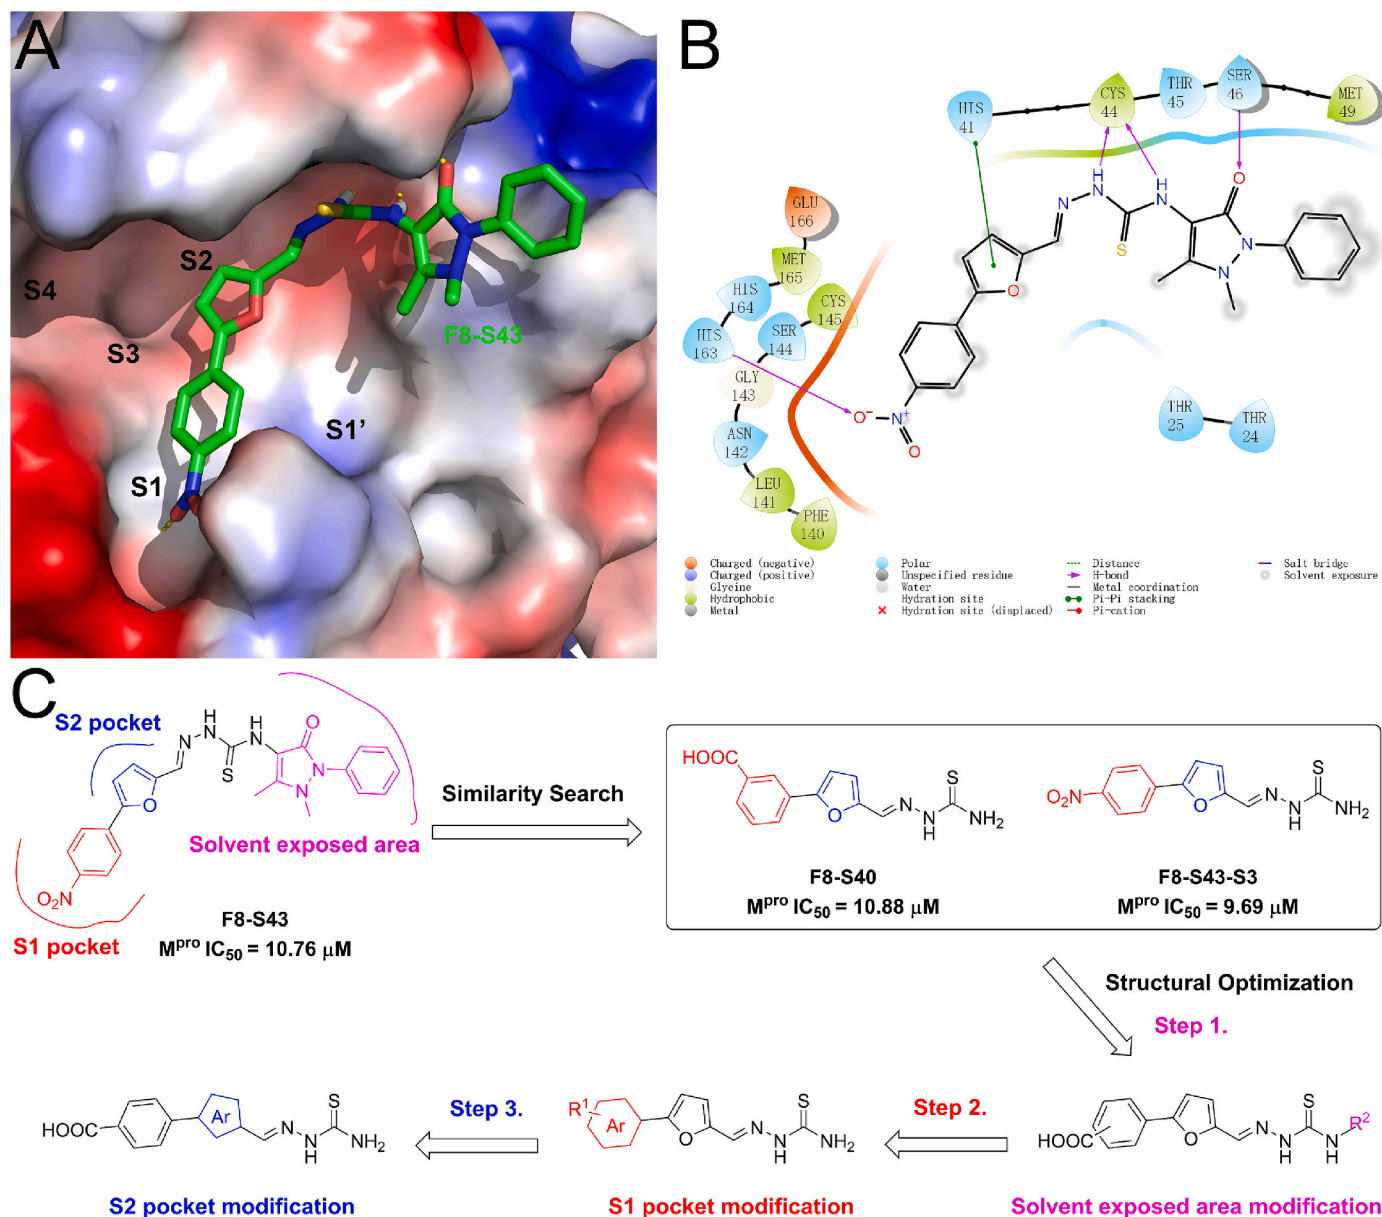 A
S2
S4
S3
F8-S43
S1'
S1
B
HIS
41
CYS
44
THR
45
SER
46
MET
49
GLU
166
MET
165
HIS
164
CYS
145
HIS
163
SER
144
GLY
143
ASN
142
LEU
141
PHE
140
THR
25
THR
24
H
N
H
N
N
S
O
N
N
O
O⁻
N⁺
O
Charged (negative)
Charged (positive)
Glycine
Hydrophobic
Metal
Polar
Unspecified residue
Water
Hydration site
Hydration site (displaced)
Distance
H-bond
Metal coordination
Pi-Pi stacking
Pi-cation
Salt bridge
Solvent exposure
C
S2 pocket
H
N
H
N
N
S
O
N
N
O
O₂N
Solvent exposed area
F8-S43
Mᵖʳᵒ IC₅₀ = 10.76 μM
S1 pocket
Similarity Search
HOOC
O
N
N
H
S
NH₂
F8-S40
Mᵖʳᵒ IC₅₀ = 10.88 μM
O₂N
O
N
N
H
S
NH₂
F8-S43-S3
Mᵖʳᵒ IC₅₀ = 9.69 μM
Structural Optimization
Step 1.
HOOC
O
N
N
H
S
N
H
R²
Solvent exposed area modification
Step 2.
R¹
Ar
O
N
N
H
S
NH₂
S1 pocket modification
Step 3.
HOOC
Ar
N
N
H
S
NH₂
S2 pocket modification